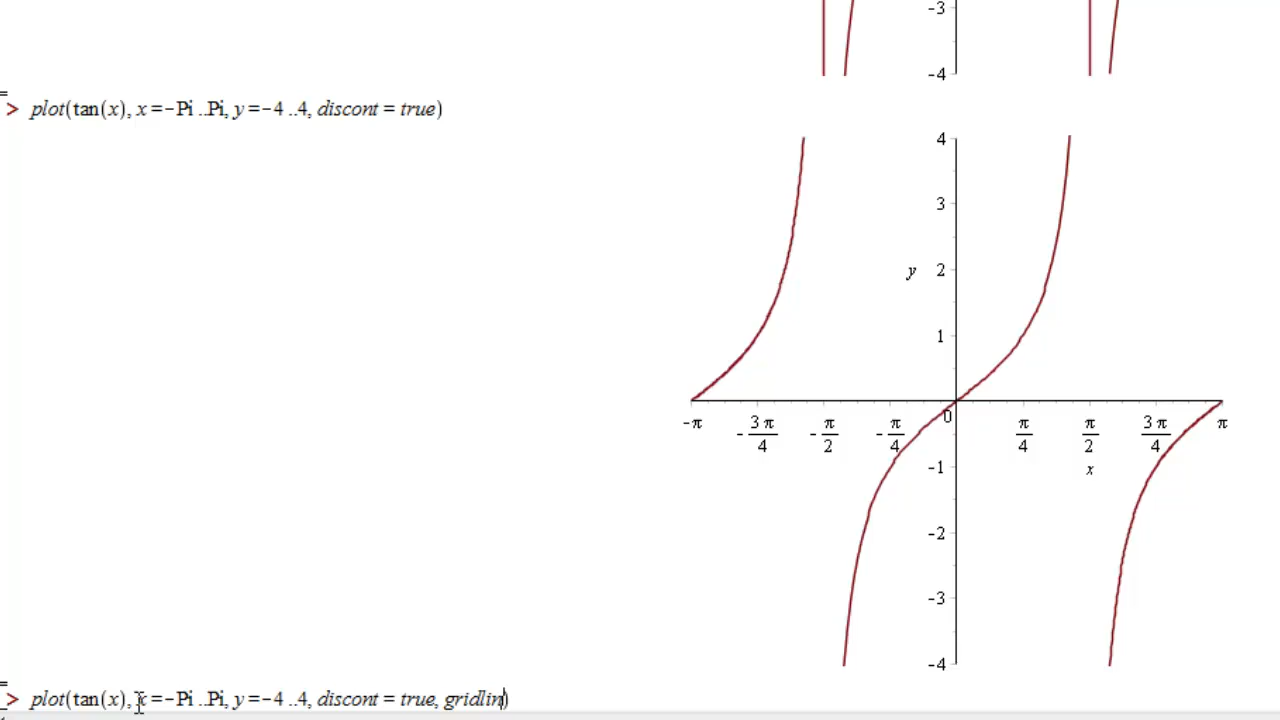 -3
-4
> plot(tan(x), x=-Pi ..Pi, y=-4 ..4, discont = true)
4
3
y 2
1
0
-π -3π/4 -π/2 -π/4 π/4 π/2 3π/4 π
-1 x
-2
-3
-4
> plot(tan(x), x=-Pi ..Pi, y=-4 ..4, discont = true, gridlin)